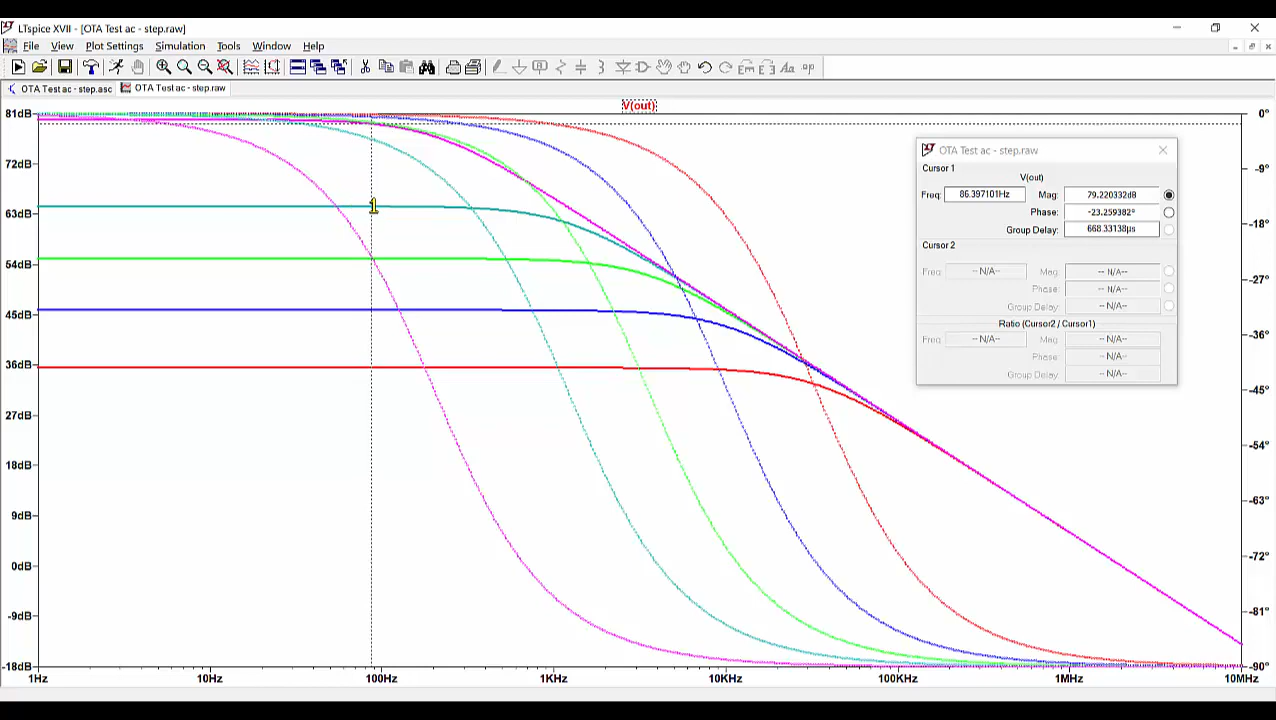 LTspice XVII - [OTA Test ac - step.raw]
File View Plot Settings Simulation Tools Window Help
OTA Test ac - step.asc OTA Test ac - step.raw
V(out)
81dB
72dB
63dB
54dB
45dB
36dB
27dB
18dB
9dB
0dB
-9dB
-18dB
1Hz 10Hz 100Hz 1KHz 10KHz 100KHz 1MHz 10MHz
0°
-9°
-18°
-27°
-36°
-45°
-54°
-63°
-72°
-81°
-90°
1
OTA Test ac - step.raw
Cursor 1
V(out)
Freq: 86.397101Hz Mag: 79.220332dB
Phase: -23.259382°
Group Delay: 668.33138µs
Cursor 2
Freq: -- N/A-- Mag: -- N/A--
Phase: -- N/A--
Group Delay: -- N/A--
Ratio (Cursor2 / Cursor1)
Freq: -- N/A-- Mag: -- N/A--
Phase: -- N/A--
Group Delay: -- N/A--